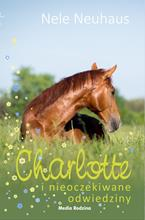 Nele Neuhaus
Charlotte
i nieoczekiwane
odwiedziny
Media Rodzina